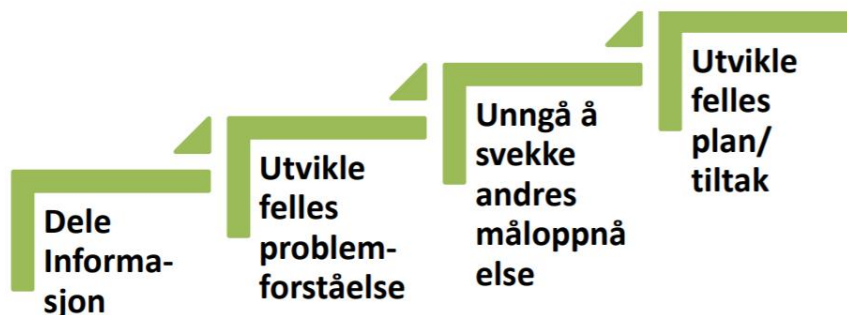 Dele
Informa-
sjon
Utvikle
felles
problem-
forståelse
Unngå å
svekke
andres
måloppnå
else
Utvikle
felles
plan/
tiltak